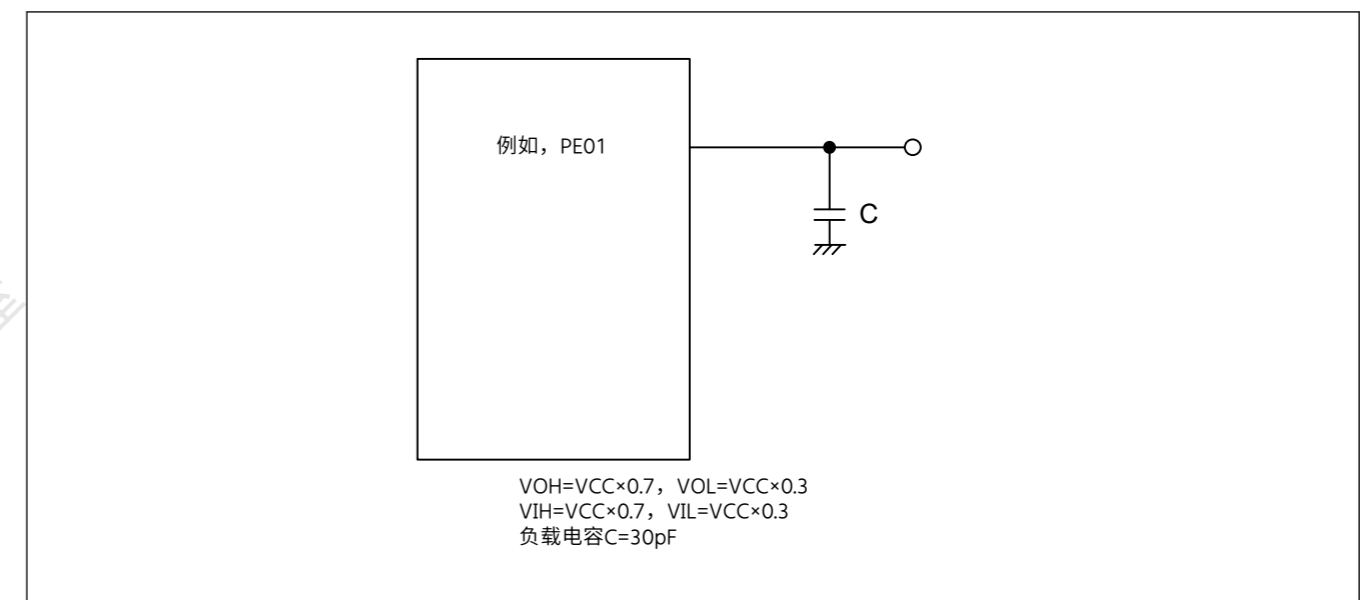 例如，PE01
C
VOH=VCC×0.7，VOL=VCC×0.3
VIH=VCC×0.7，VIL=VCC×0.3
负载电容C=30pF